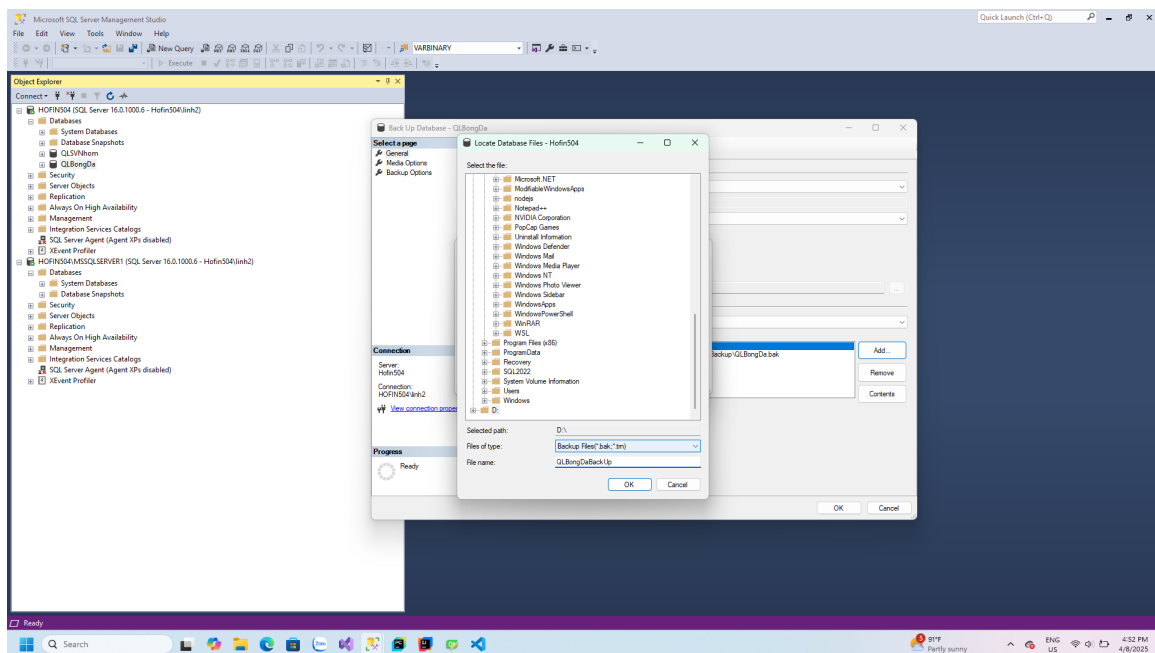 Microsoft SQL Server Management Studio
Quick Launch (Ctrl+Q)
File Edit View Tools Window Help
New Query
VARBINARY
Execute
Object Explorer
Connect
HOFIN504 (SQL Server 16.0.1000.6 - Hofin504\linh2)
Databases
System Databases
Database Snapshots
QLSVNhom
QLBongDa
Security
Server Objects
Replication
Always On High Availability
Management
Integration Services Catalogs
SQL Server Agent (Agent XPs disabled)
XEvent Profiler
HOFIN504\MSSQLSERVER1 (SQL Server 16.0.1000.6 - Hofin504\linh2)
Databases
System Databases
Database Snapshots
Security
Server Objects
Replication
Always On High Availability
Management
Integration Services Catalogs
SQL Server Agent (Agent XPs disabled)
XEvent Profiler
Back Up Database - QLBongDa
Select a page
General
Media Options
Backup Options
Connection
Server:
Hofin504
Connection:
HOFIN504\linh2
View connection prope
Progress
Ready
Backup\QLBongDa.bak
Add...
Remove
Contents
OK Cancel
Locate Database Files - Hofin504
Select the file:
Microsoft.NET
ModifiableWindowsApps
nodejs
Notepad++
NVIDIA Corporation
PopCap Games
Uninstall Information
Windows Defender
Windows Mail
Windows Media Player
Windows NT
Windows Photo Viewer
Windows Sidebar
WindowsApps
WindowsPowerShell
WinRAR
WSL
Program Files (x86)
ProgramData
Recovery
SQL2022
System Volume Information
Users
Windows
D:
Selected path: D:\
Files of type: Backup Files(*.bak;*.trn)
File name: QLBongDaBackUp
OK Cancel
Ready
Search
Zalo
5
91°F
Partly sunny
ENG
US
4:52 PM
4/8/2025